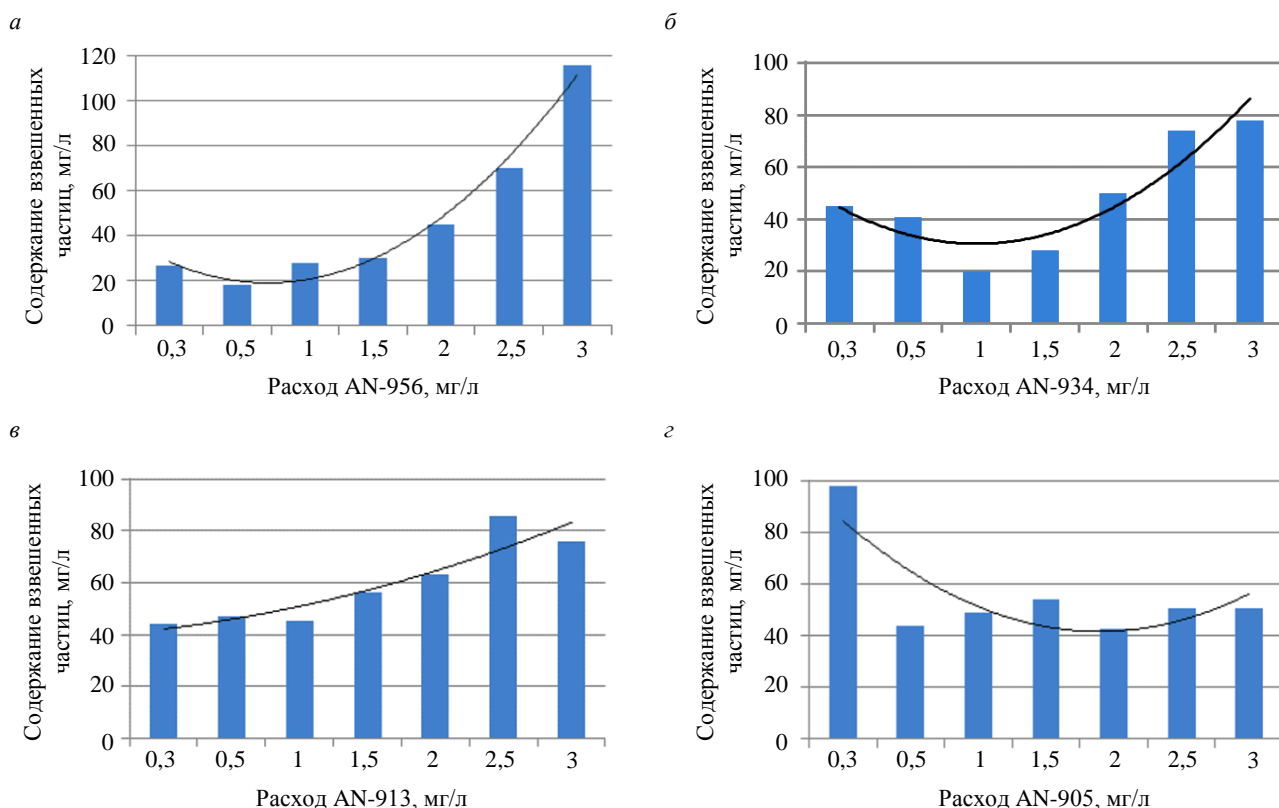 а
Содержание взвешенных
частиц, мг/л
120
100
80
60
40
20
0
0,3 0,5 1 1,5 2 2,5 3
Расход AN-956, мг/л
б
Содержание взвешенных
частиц, мг/л
100
80
60
40
20
0
0,3 0,5 1 1,5 2 2,5 3
Расход AN-934, мг/л
в
Содержание взвешенных
частиц, мг/л
100
80
60
40
20
0
0,3 0,5 1 1,5 2 2,5 3
Расход AN-913, мг/л
г
Содержание взвешенных
частиц, мг/л
100
80
60
40
20
0
0,3 0,5 1 1,5 2 2,5 3
Расход AN-905, мг/л